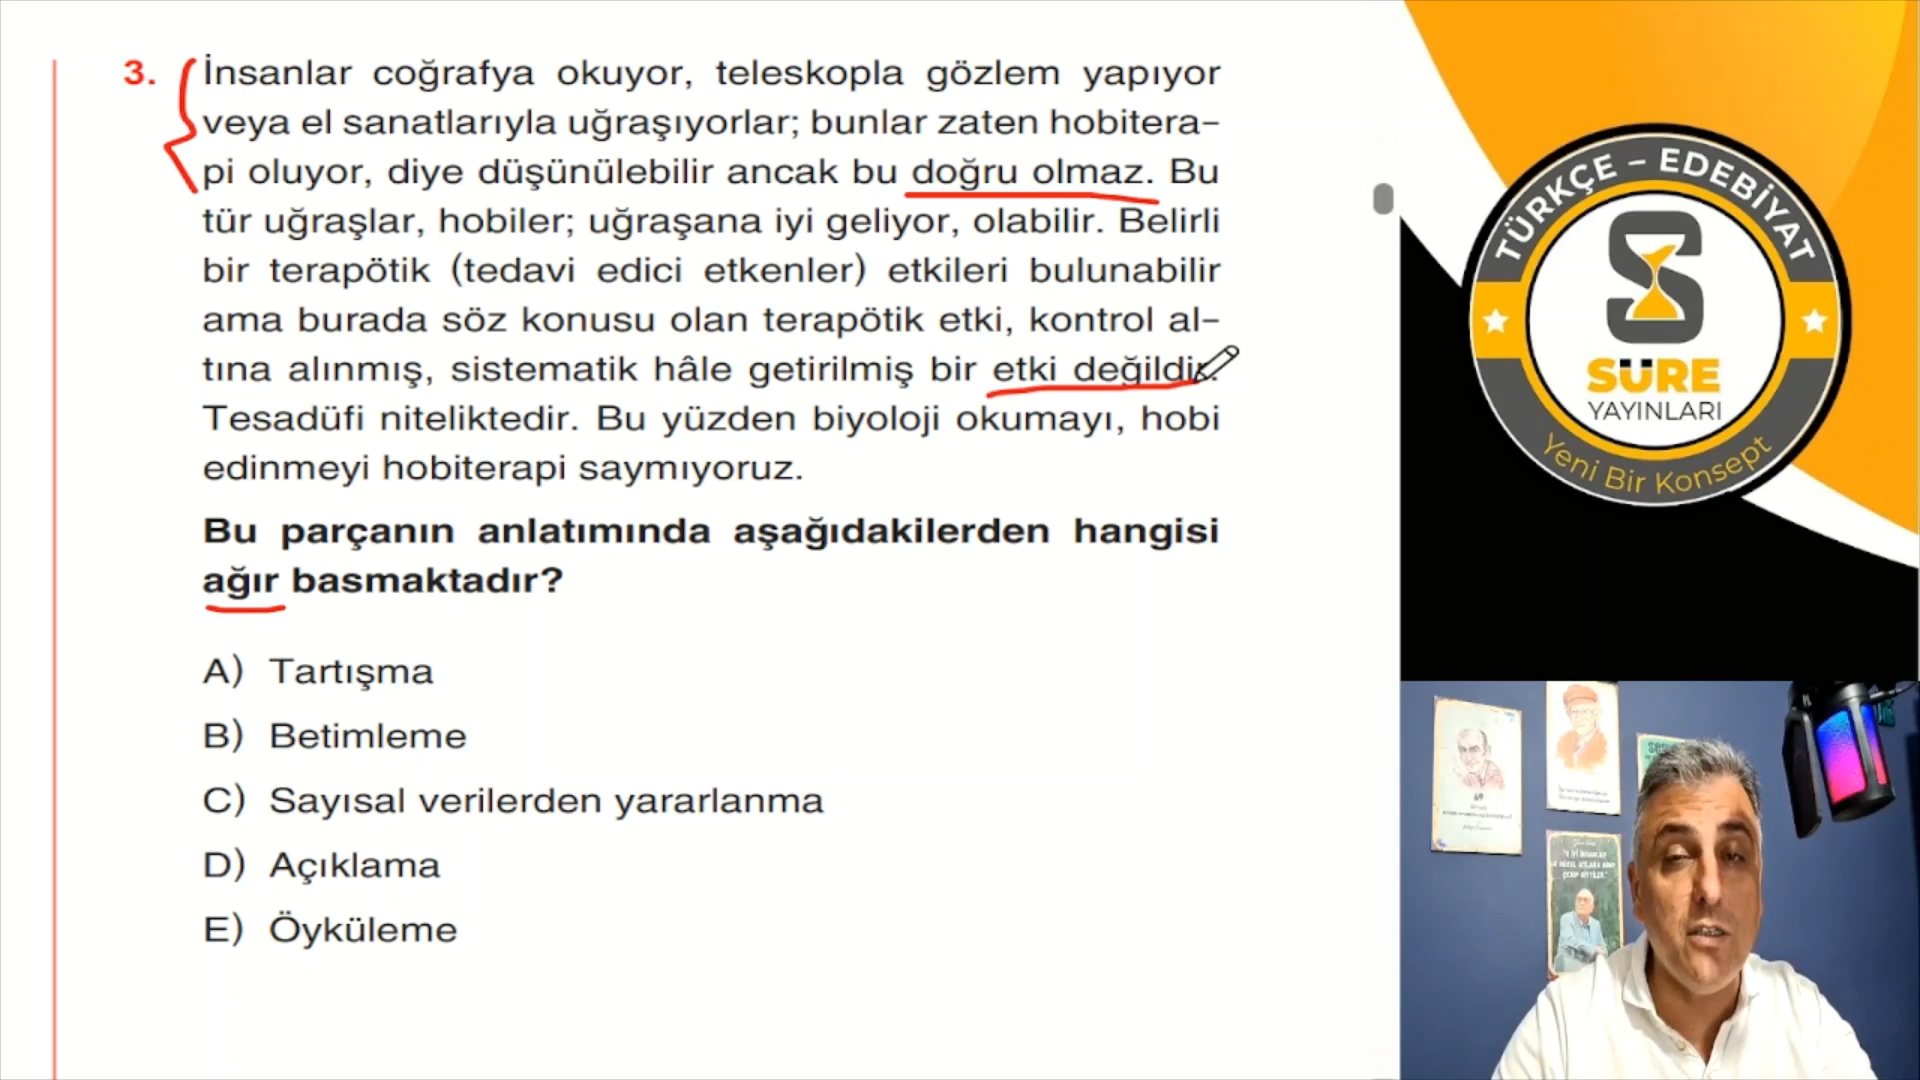 3. İnsanlar coğrafya okuyor, teleskopla gözlem yapıyor
veya el sanatlarıyla uğraşıyorlar; bunlar zaten hobitera-
pi oluyor, diye düşünülebilir ancak bu doğru olmaz. Bu
tür uğraşlar, hobiler; uğraşana iyi geliyor, olabilir. Belirli
bir terapötik (tedavi edici etkenler) etkileri bulunabilir
ama burada söz konusu olan terapötik etki, kontrol al-
tına alınmış, sistematik hâle getirilmiş bir etki değildir.
Tesadüfi niteliktedir. Bu yüzden biyoloji okumayı, hobi
edinmeyi hobiterapi saymıyoruz.
Bu parçanın anlatımında aşağıdakilerden hangisi
ağır basmaktadır?
A) Tartışma
B) Betimleme
C) Sayısal verilerden yararlanma
D) Açıklama
E) Öyküleme
TÜRKÇE – EDEBİYAT
S
SÜRE
YAYINLARI
Yeni Bir Konsept